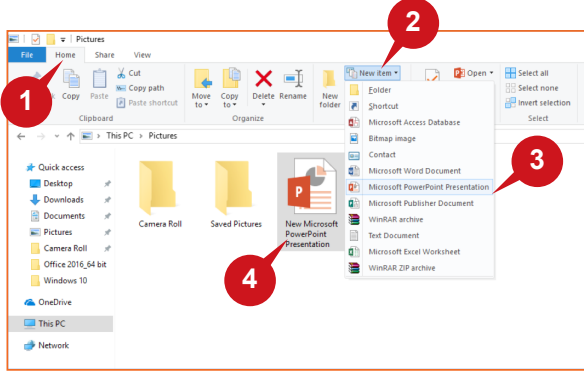 Pictures
2
File Home Share View
1
Copy
Paste
Cut
Copy path
Paste shortcut
Clipboard
Move
to
Copy
to
Delete
Rename
Organize
New
folder
New item
Open
Select all
Select none
Invert selection
Select
This PC > Pictures
Quick access
Desktop
Downloads
Documents
Pictures
Camera Roll
Office 2016_64 bit
Windows 10
OneDrive
This PC
Network
Camera Roll
Saved Pictures
P
New Microsoft
PowerPoint
Presentation
4
Folder
Shortcut
Microsoft Access Database
Bitmap image
Contact
Microsoft Word Document
Microsoft PowerPoint Presentation
Microsoft Publisher Document
WinRAR archive
Text Document
Microsoft Excel Worksheet
WinRAR ZIP archive
3